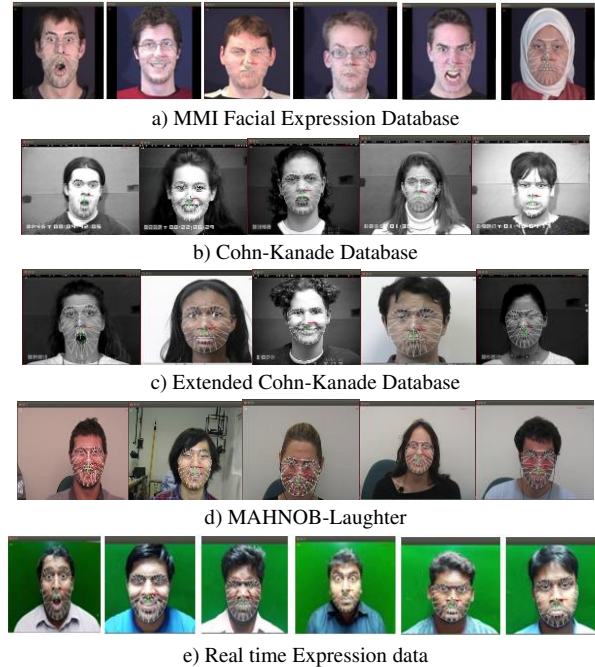 a) MMI Facial Expression Database
b) Cohn-Kanade Database
c) Extended Cohn-Kanade Database
d) MAHNOB-Laughter
e) Real time Expression data